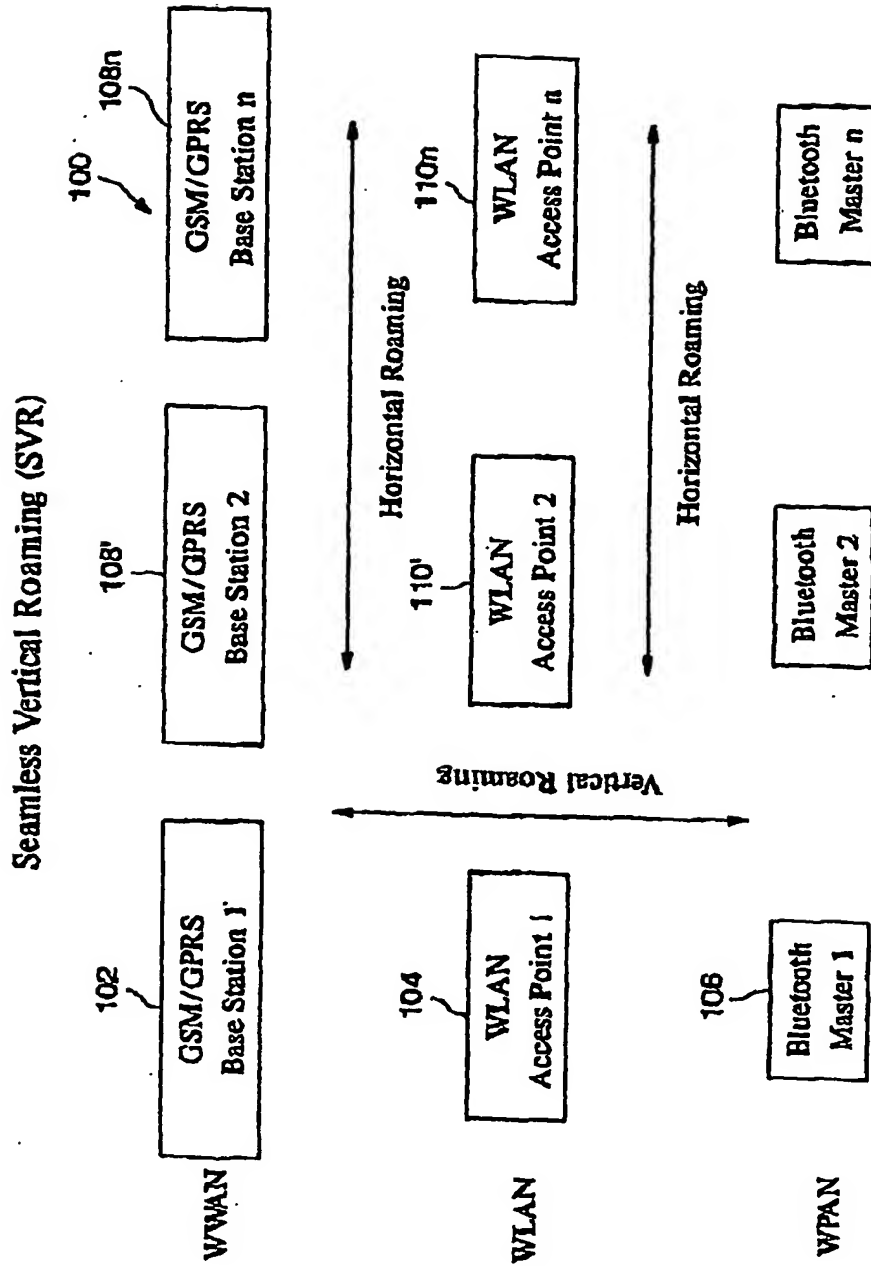 Seamless Vertical Roaming (SVR)
100
102
108'
108n
WWAN
GSM/GPRS
Base Station 1
GSM/GPRS
Base Station 2
GSM/GPRS
Base Station n
Horizontal Roaming
Vertical Roaming
104
110'
110n
WLAN
WLAN
Access Point 1
WLAN
Access Point 2
WLAN
Access Point n
Horizontal Roaming
106
WPAN
Bluetooth
Master 1
Bluetooth
Master 2
Bluetooth
Master n